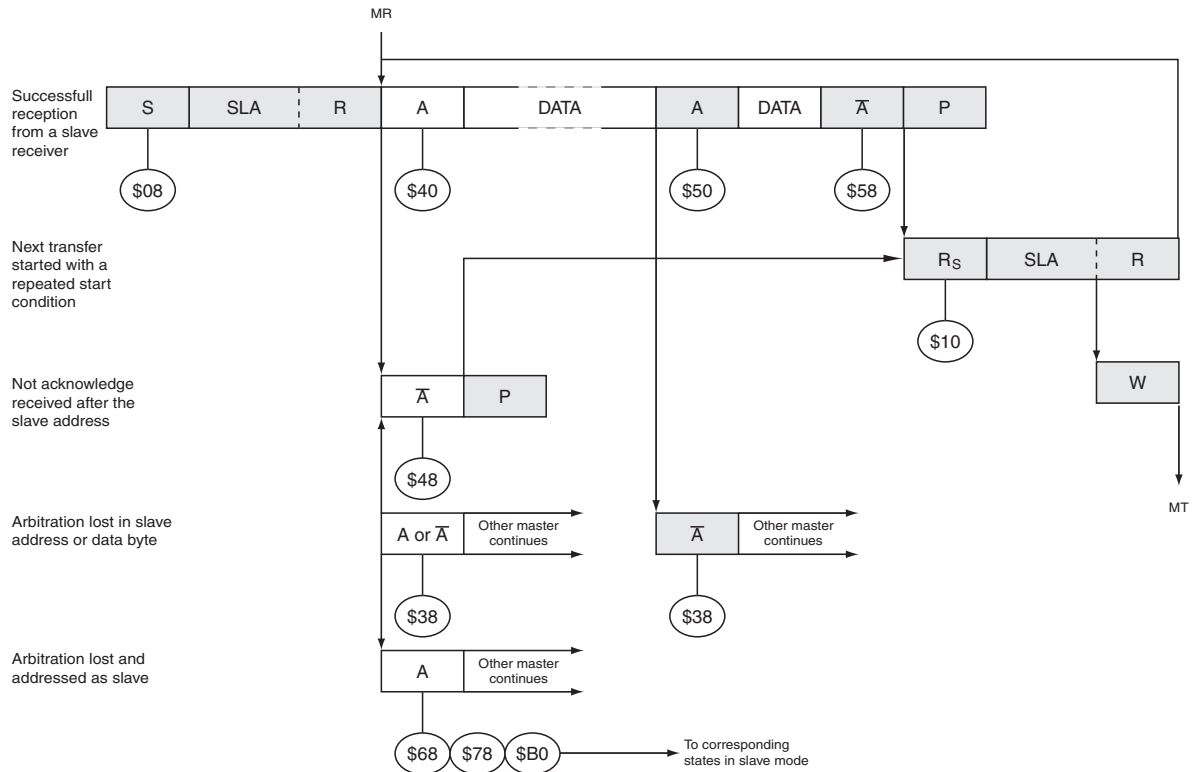 MR
Successfull
reception
from a slave
receiver
S SLA R A DATA A DATA A̅ P
$08 $40 $50 $58
Next transfer
started with a
repeated start
condition
RS SLA R
$10
Not acknowledge
received after the
slave address
A̅ P
W
$48
MT
Arbitration lost in slave
address or data byte
A or A̅
Other master
continues
A̅
Other master
continues
$38 $38
Arbitration lost and
addressed as slave
A
Other master
continues
$68 $78 $B0
To corresponding
states in slave mode